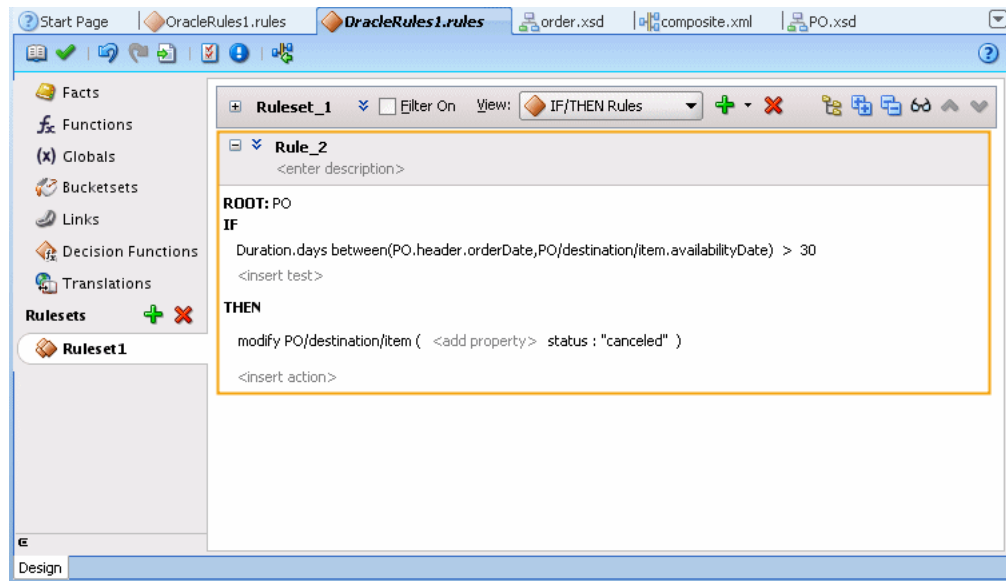 Start Page OracleRules1.rules OracleRules1.rules order.xsd composite.xml PO.xsd
Facts
Functions
(x) Globals
Bucketsets
Links
Decision Functions
Translations
Rulesets
Ruleset1
Ruleset_1 Filter On View: IF/THEN Rules
Rule_2
<enter description>
ROOT: PO
IF
Duration.days between(PO.header.orderDate,PO/destination/item.availabilityDate) > 30
<insert test>
THEN
modify PO/destination/item ( <add property> status : "canceled" )
<insert action>
Design